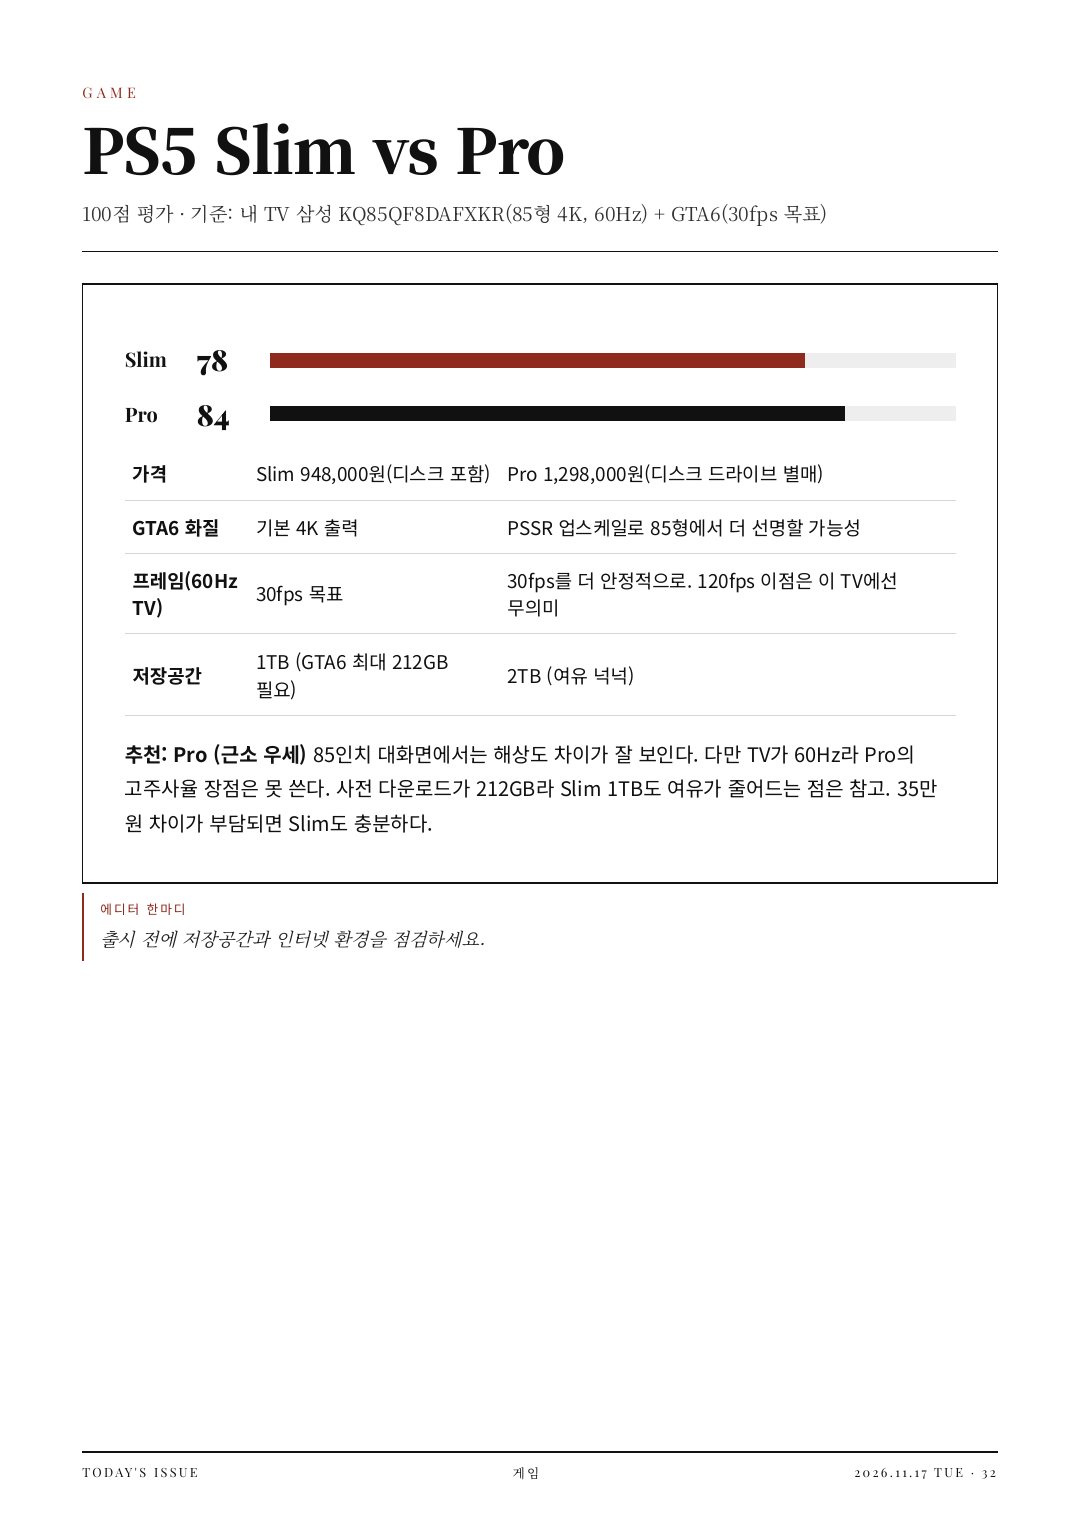 GAME
PS5 Slim vs Pro
100점 평가 · 기준: 내 TV 삼성 KQ85QF8DAFXKR(85형 4K, 60Hz) + GTA6(30fps 목표)
Slim 78
Pro 84
가격 Slim 948,000원(디스크 포함) Pro 1,298,000원(디스크 드라이브 별매)
GTA6 화질 기본 4K 출력 PSSR 업스케일로 85형에서 더 선명할 가능성
프레임(60Hz TV) 30fps 목표 30fps를 더 안정적으로. 120fps 이점은 이 TV에선 무의미
저장공간 1TB (GTA6 최대 212GB 필요) 2TB (여유 넉넉)
추천: Pro (근소 우세) 85인치 대화면에서는 해상도 차이가 잘 보인다. 다만 TV가 60Hz라 Pro의
고주사율 장점은 못 쓴다. 사전 다운로드가 212GB라 Slim 1TB도 여유가 줄어드는 점은 참고. 35만
원 차이가 부담되면 Slim도 충분하다.
에디터 한마디
출시 전에 저장공간과 인터넷 환경을 점검하세요.
TODAY'S ISSUE 게임 2026.11.17 TUE · 32